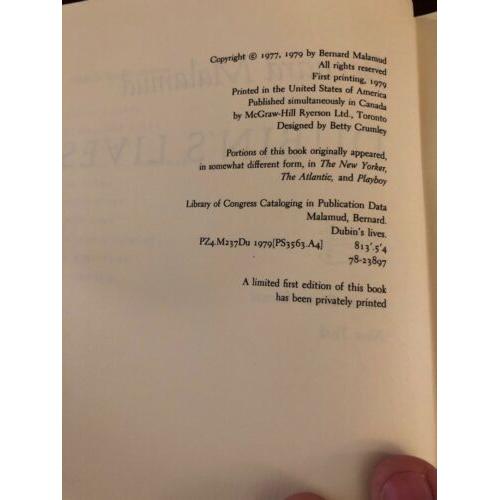 Copyright © 1977, 1979 by Bernard Malamud
All rights reserved
First printing, 1979
Printed in the United States of America
Published simultaneously in Canada
by McGraw-Hill Ryerson Ltd., Toronto
Designed by Betty Crumley
Portions of this book originally appeared,
in somewhat different form, in The New Yorker,
The Atlantic, and Playboy
Library of Congress Cataloging in Publication Data
Malamud, Bernard.
Dubin's lives.
PZ4.M237Du 1979[PS3563.A4] 813'.5'4
78-23897
A limited first edition of this book
has been privately printed